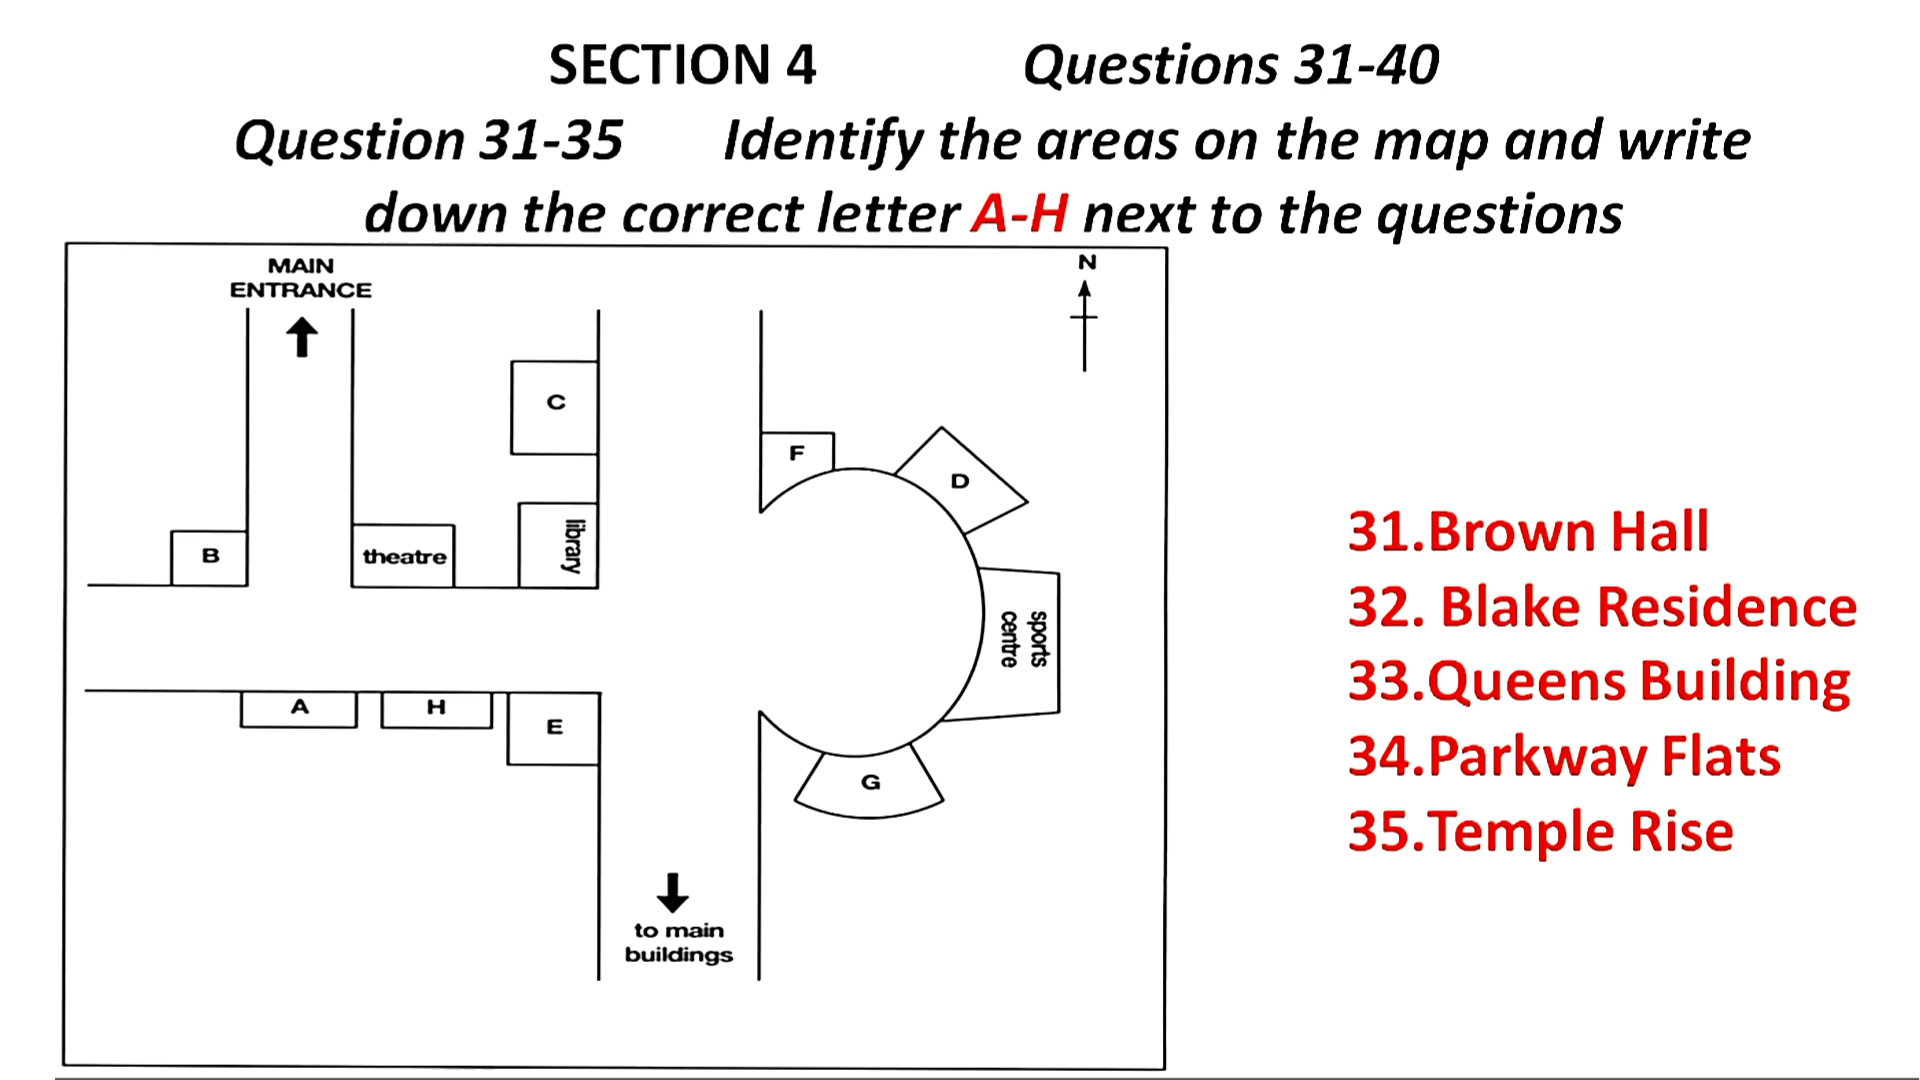 SECTION 4 Questions 31-40
Question 31-35 Identify the areas on the map and write
down the correct letter A-H next to the questions
MAIN
ENTRANCE
N
C
F
D
B
theatre
library
sports
centre
A
H
E
G
to main
buildings
31.Brown Hall
32. Blake Residence
33.Queens Building
34.Parkway Flats
35.Temple Rise